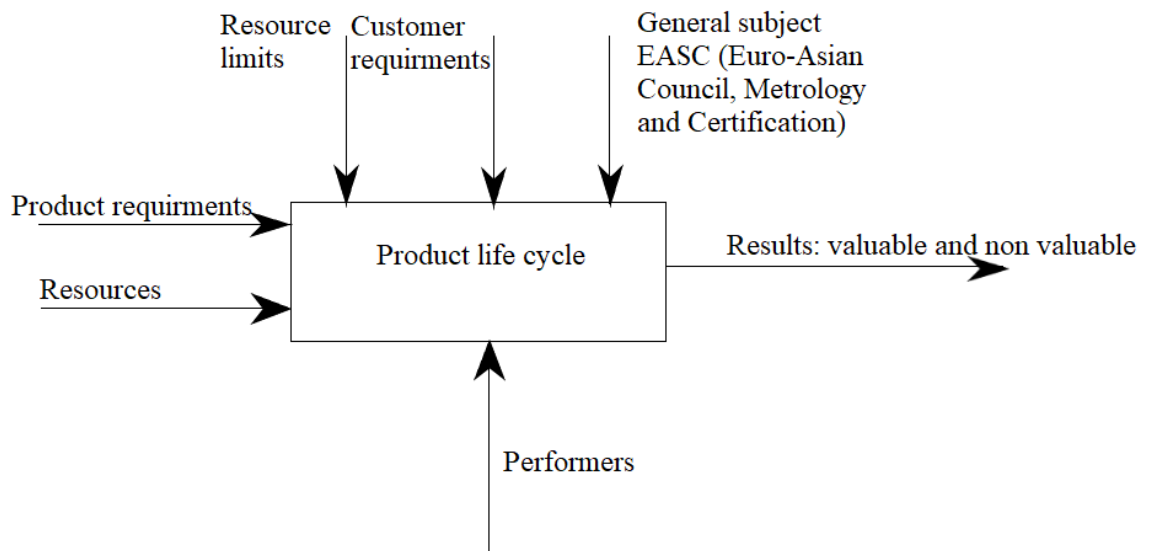 Resource
limits
Customer
requirments
General subject
EASC (Euro-Asian
Council, Metrology
and Certification)
Product requirments
Product life cycle
Results: valuable and non valuable
Resources
Performers